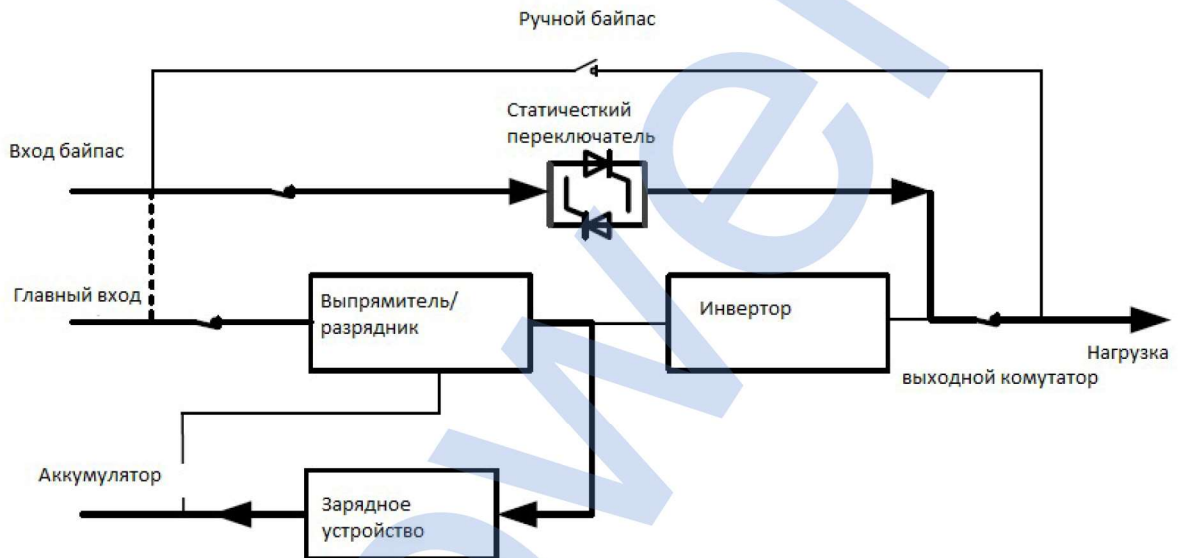 Ручной байпас
Статичесткий
переключатель
Вход байпас
Главный вход
Выпрямитель/
разрядник
Инвертор
Нагрузка
выходной комутатор
Аккумулятор
Зарядное
устройство